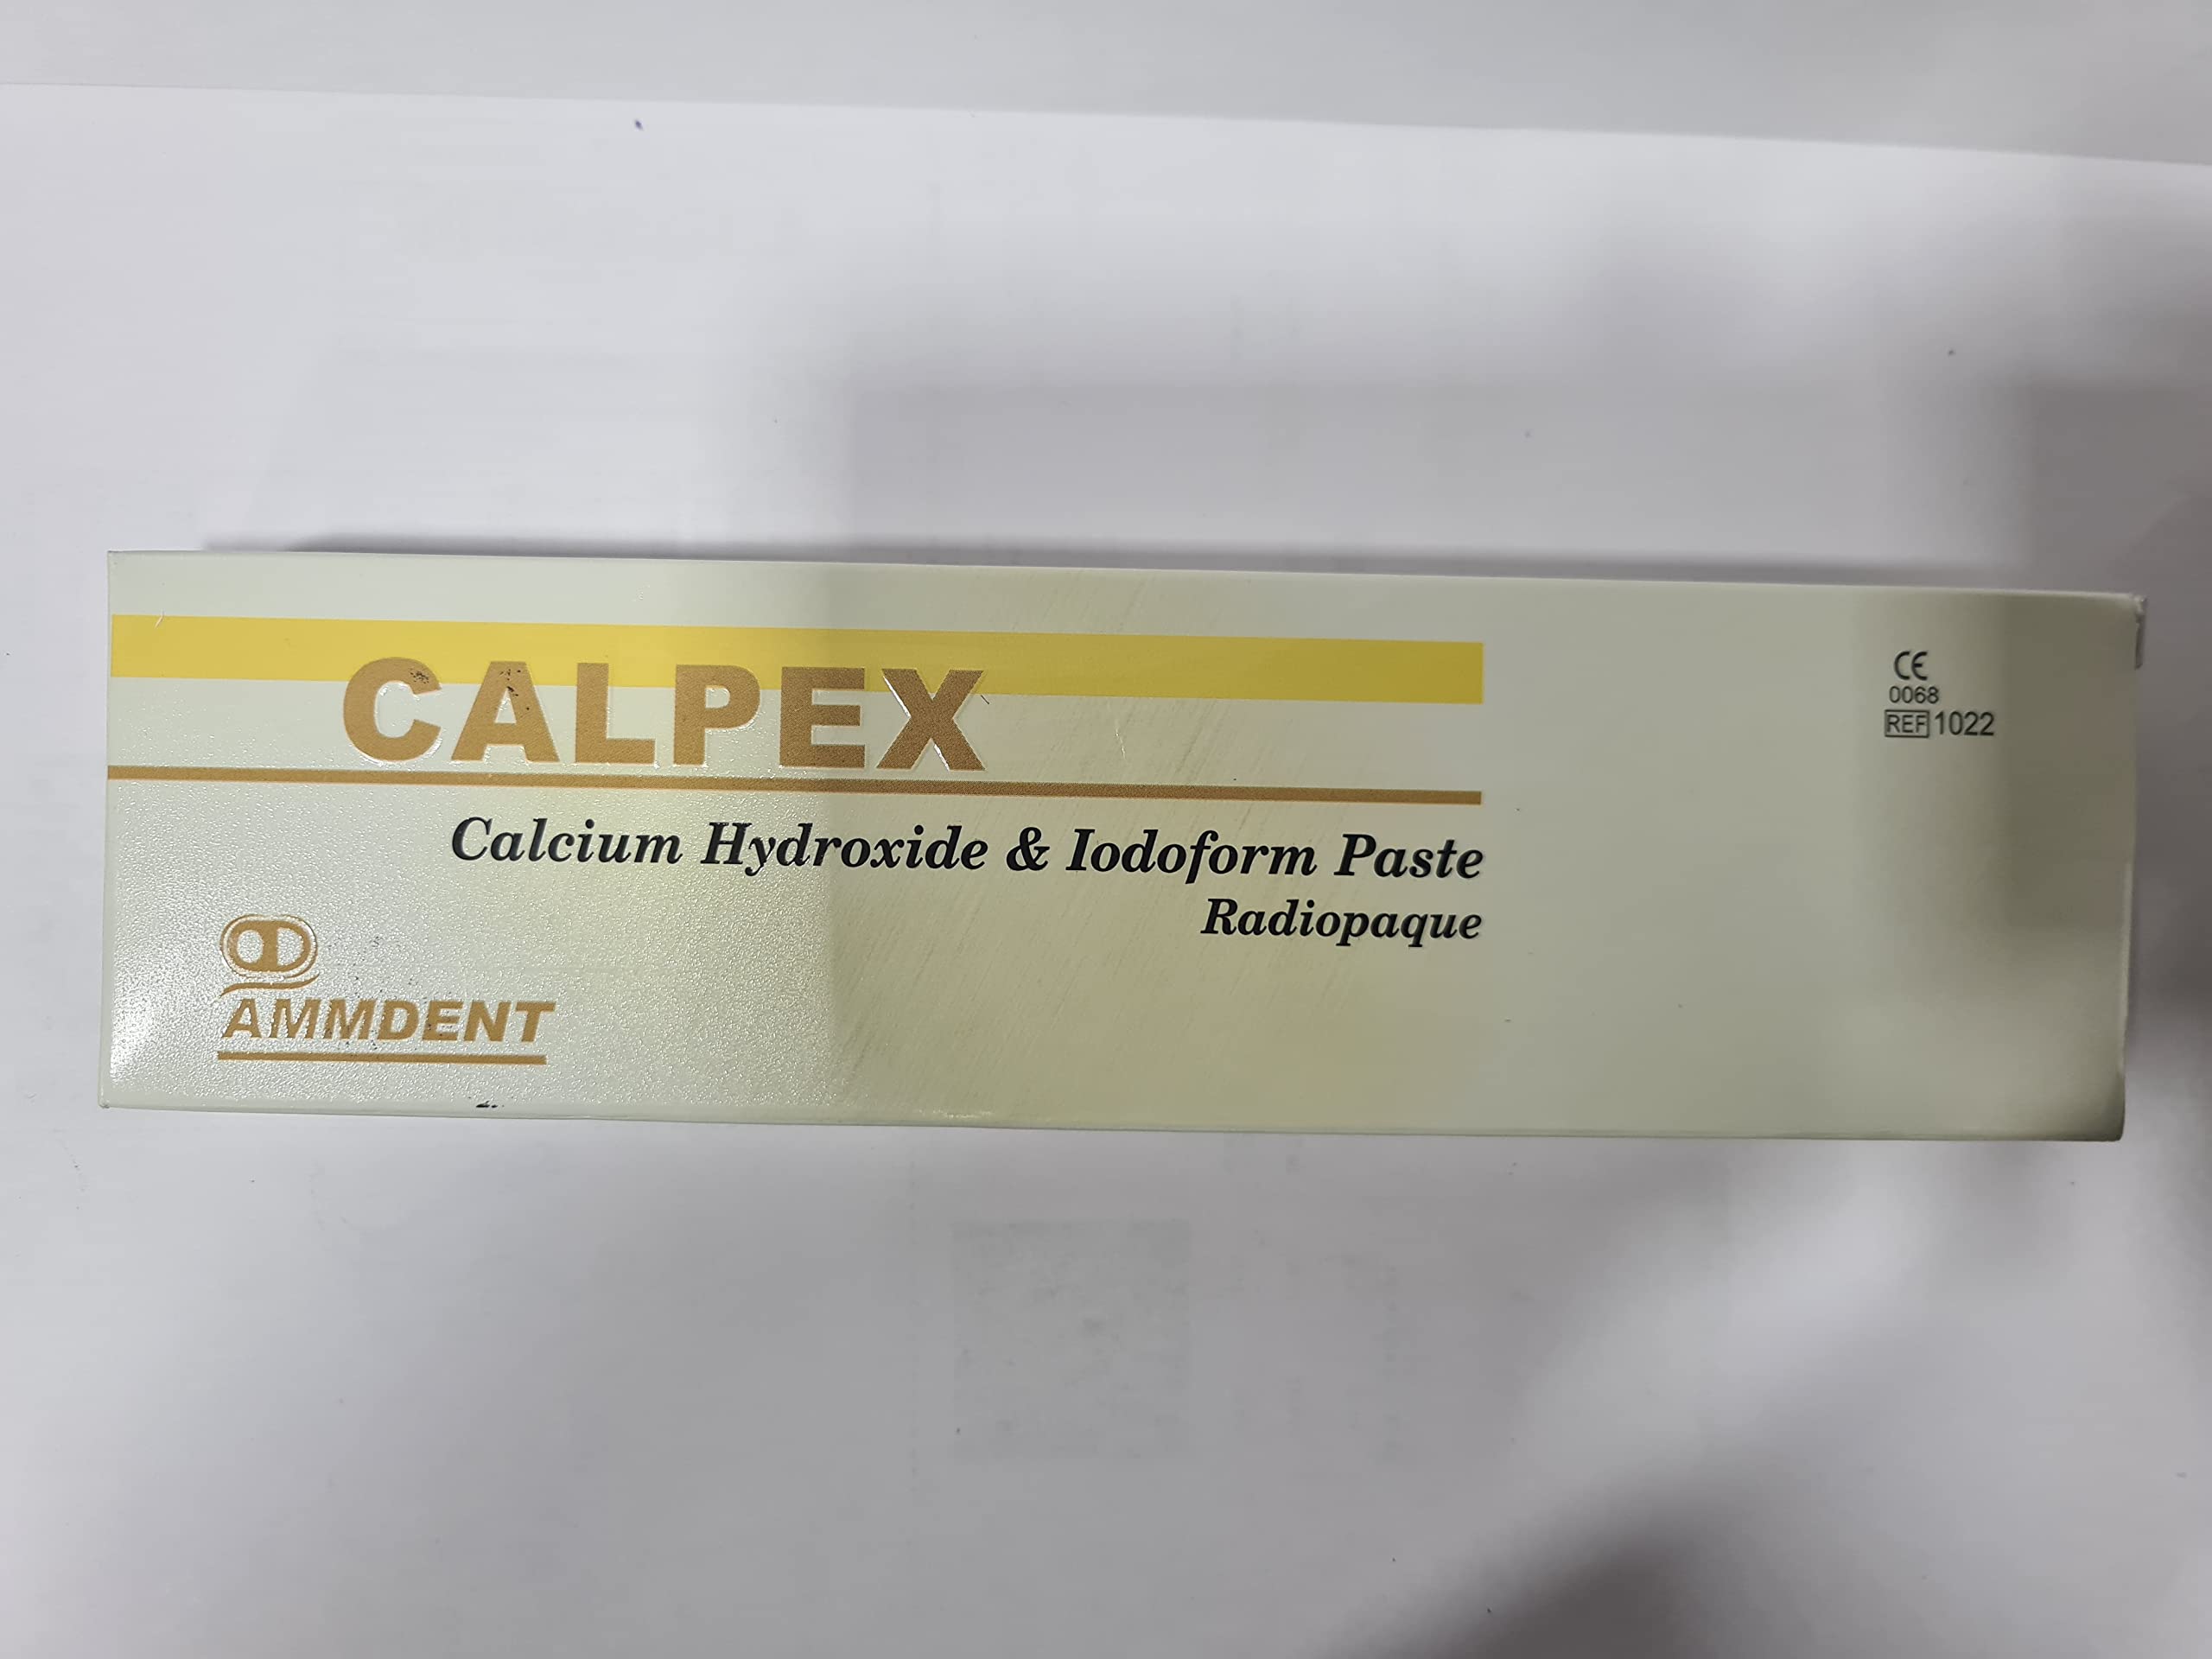 CALPEX
Calcium Hydroxide & Iodoform Paste
Radiopaque
AMMDENT
CE
0068
REF 1022